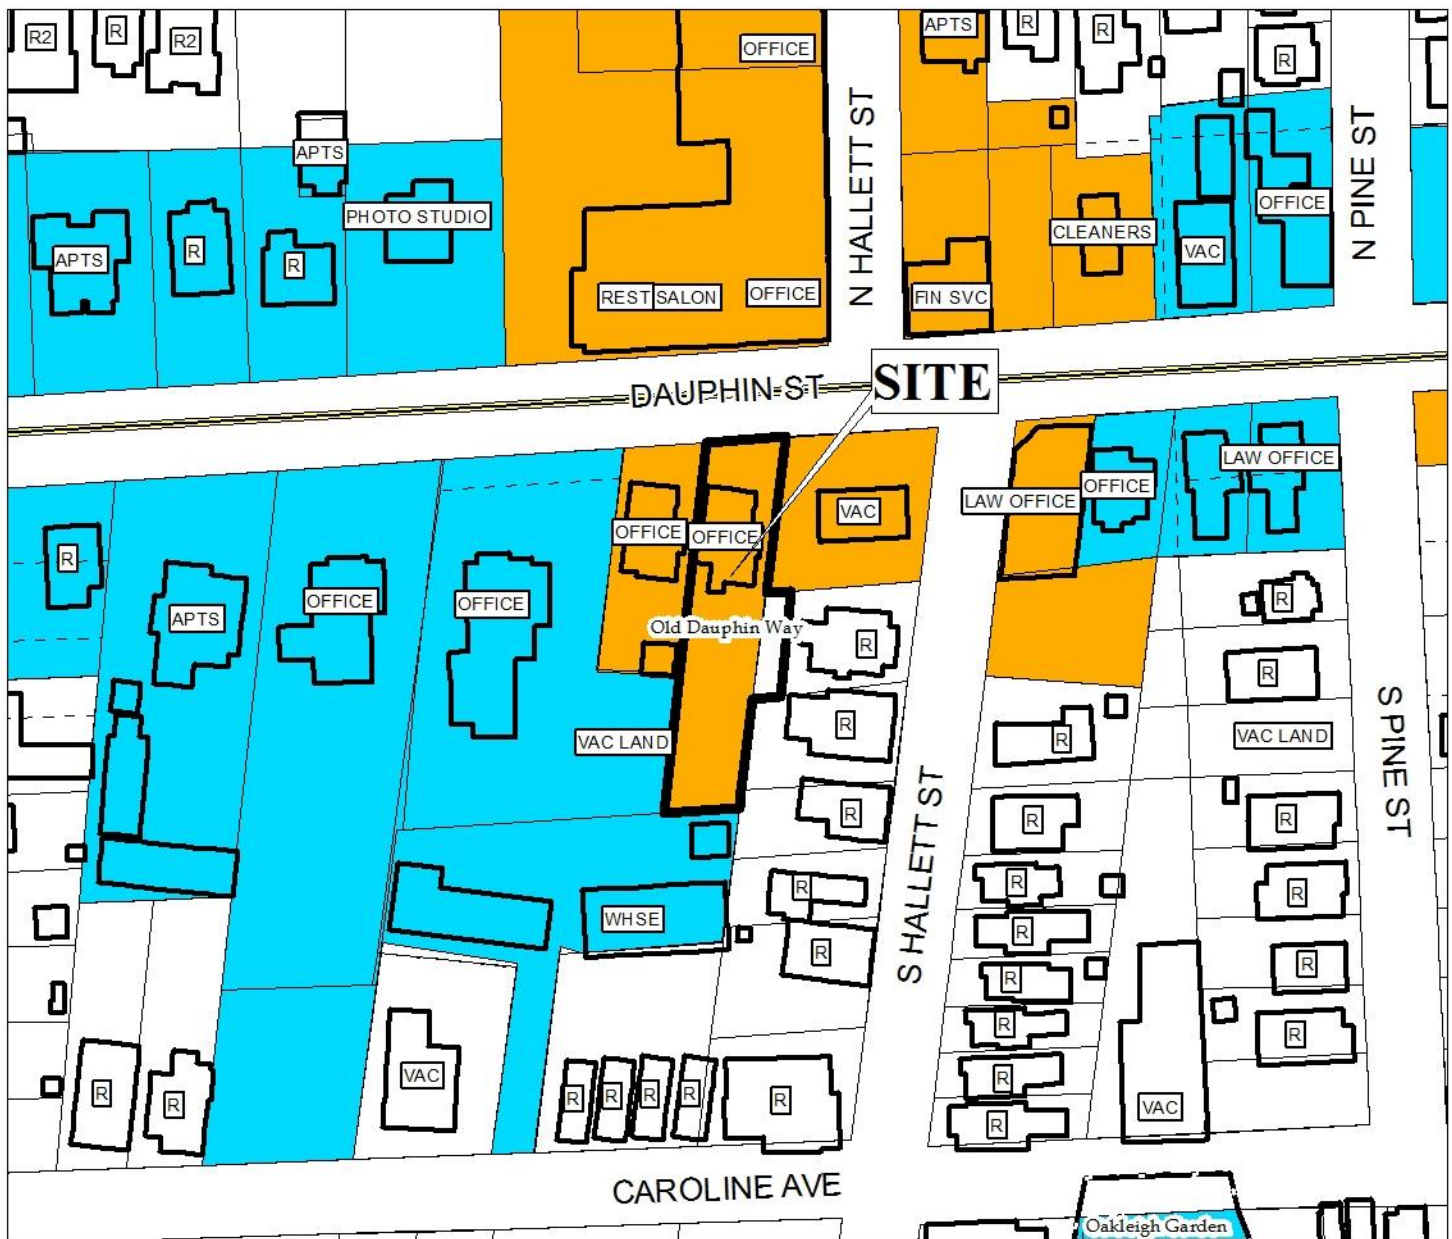 R2
R
R2
OFFICE
APTS
R
R
R
N HALLETT ST
N PINE ST
APTS
PHOTO STUDIO
APTS
R
R
REST
SALON
OFFICE
FIN SVC
CLEANERS
VAC
OFFICE
DAUPHIN ST
SITE
R
APTS
OFFICE
OFFICE
OFFICE
OFFICE
VAC
LAW OFFICE
OFFICE
LAW OFFICE
Old Dauphin Way
R
R
R
VAC LAND
R
R
VAC LAND
S PINE ST
S HALLETT ST
R
R
R
R
R
R
WHSE
R
R
R
R
R
R
R
R
R
VAC
R
R
R
R
R
R
R
VAC
CAROLINE AVE
Oakleigh Garden